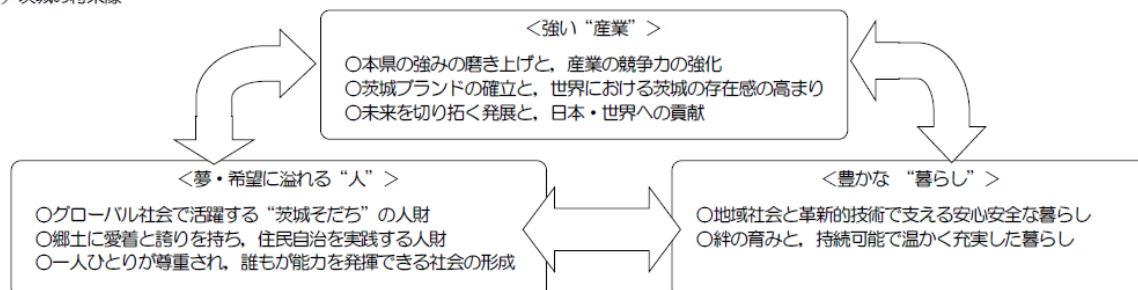 茨城の将来像
＜強い“産業”＞
○本県の強みの磨き上げと，産業の競争力の強化
○茨城ブランドの確立と，世界における茨城の存在感の高まり
○未来を切り拓く発展と，日本・世界への貢献
＜夢・希望に溢れる“人”＞
○グローバル社会で活躍する“茨城そだち”の人財
○郷土に愛着と誇りを持ち，住民自治を実践する人財
○一人ひとりが尊重され，誰もが能力を発揮できる社会の形成
＜豊かな “暮らし”＞
○地域社会と革新的技術で支える安心安全な暮らし
○絆の育みと，持続可能で温かく充実した暮らし